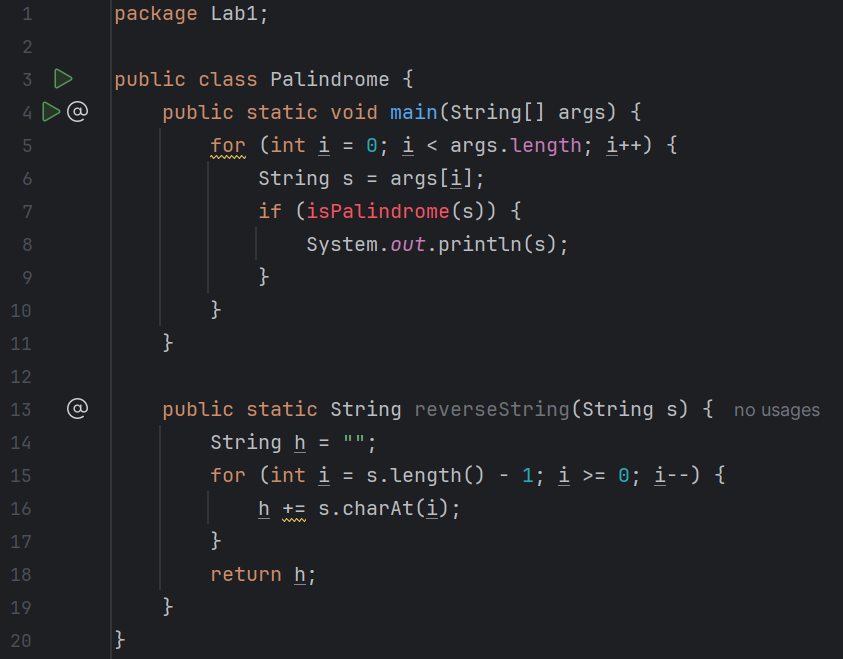 1 package Lab1;
2
3 public class Palindrome {
4 @ public static void main(String[] args) {
5 for (int i = 0; i < args.length; i++) {
6 String s = args[i];
7 if (isPalindrome(s)) {
8 System.out.println(s);
9 }
10 }
11 }
12
13 @ public static String reverseString(String s) { no usages
14 String h = "";
15 for (int i = s.length() - 1; i >= 0; i--) {
16 h += s.charAt(i);
17 }
18 return h;
19 }
20 }